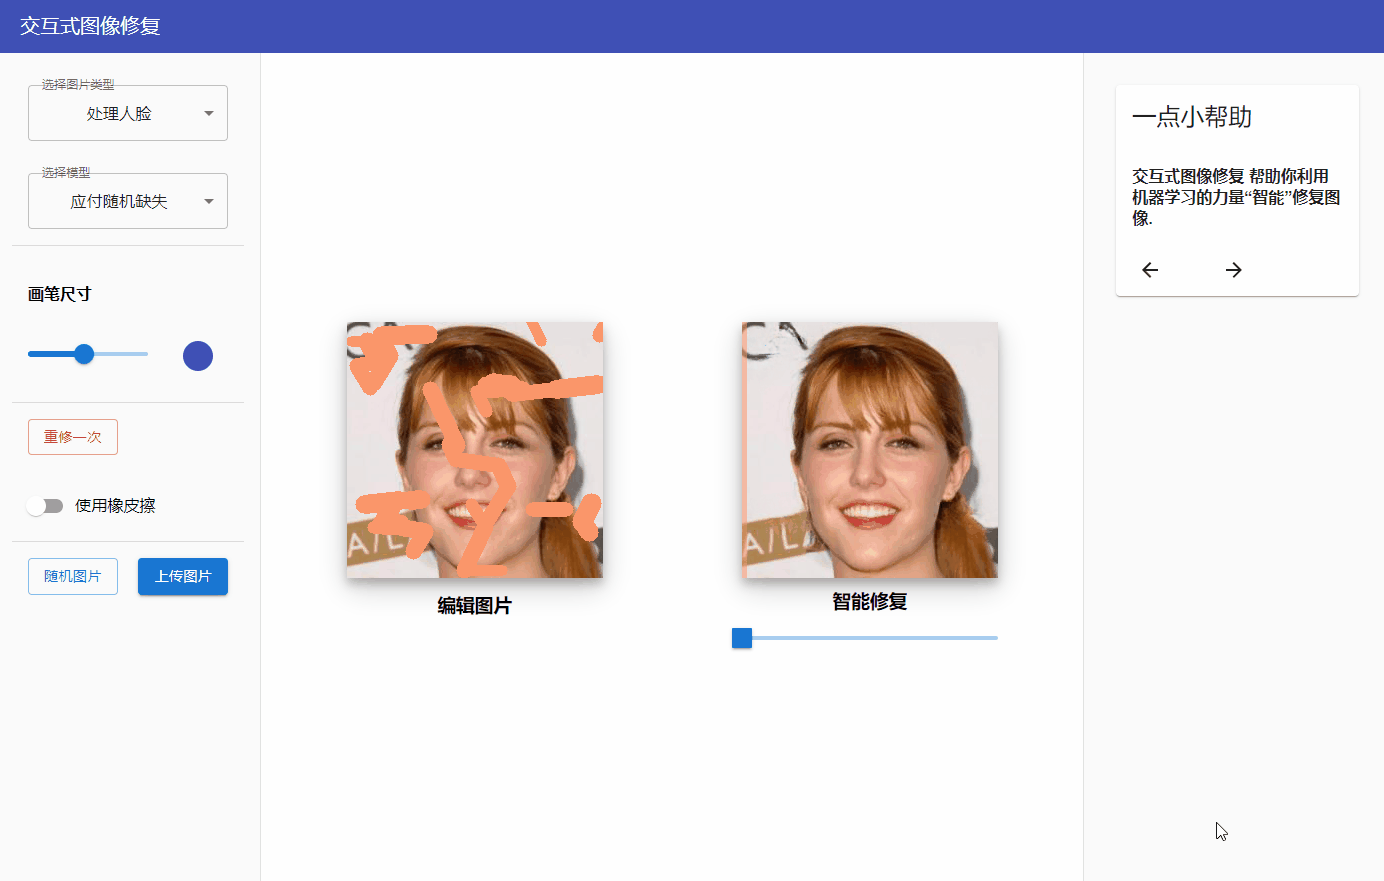 交互式图像修复
选择图片类型
处理人脸
选择模型
应付随机缺失
画笔尺寸
重修一次
使用橡皮擦
随机图片
上传图片
CA
A/L
编辑图片
A/LA
智能修复
一点小帮助
交互式图像修复 帮助你利用
机器学习的力量“智能”修复图
像.